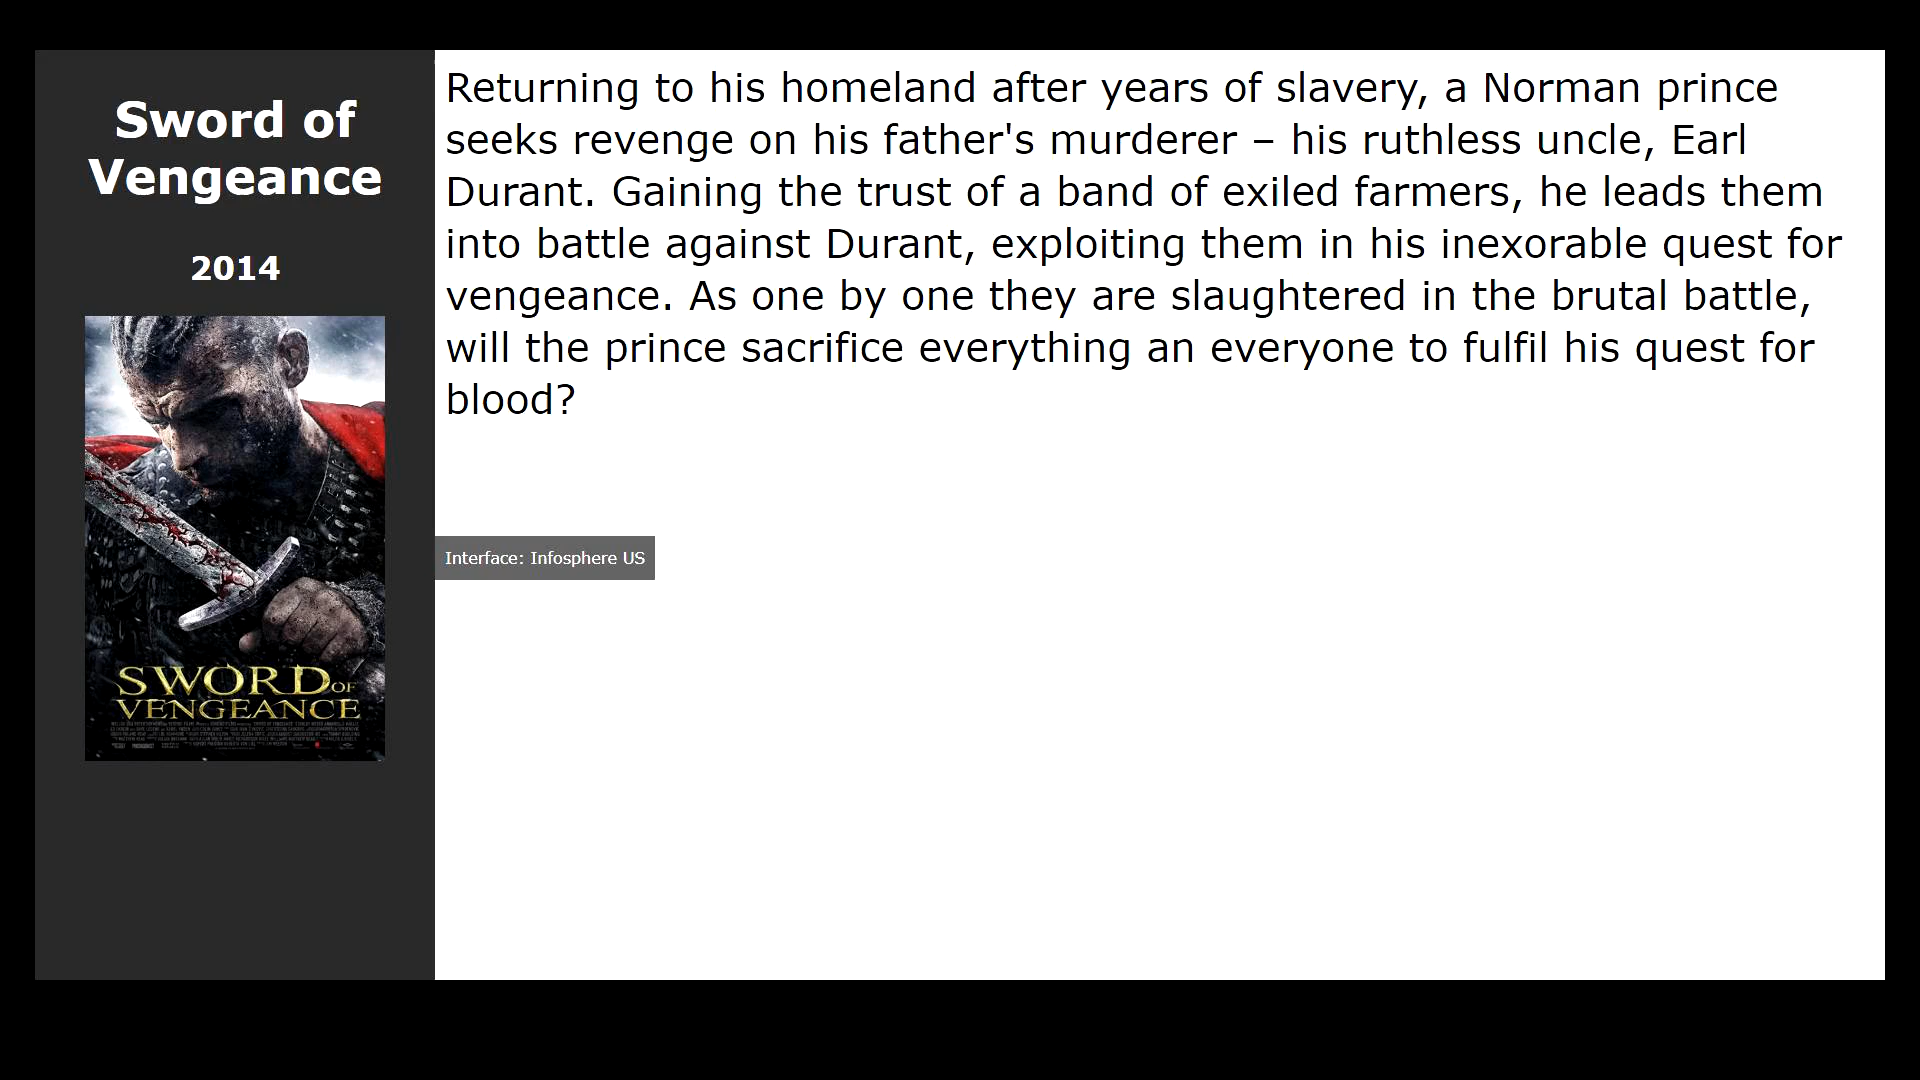 Sword of
Vengeance
2014
SWORD OF
VENGEANCE
Returning to his homeland after years of slavery, a Norman prince
seeks revenge on his father's murderer – his ruthless uncle, Earl
Durant. Gaining the trust of a band of exiled farmers, he leads them
into battle against Durant, exploiting them in his inexorable quest for
vengeance. As one by one they are slaughtered in the brutal battle,
will the prince sacrifice everything an everyone to fulfil his quest for
blood?
Interface: Infosphere US